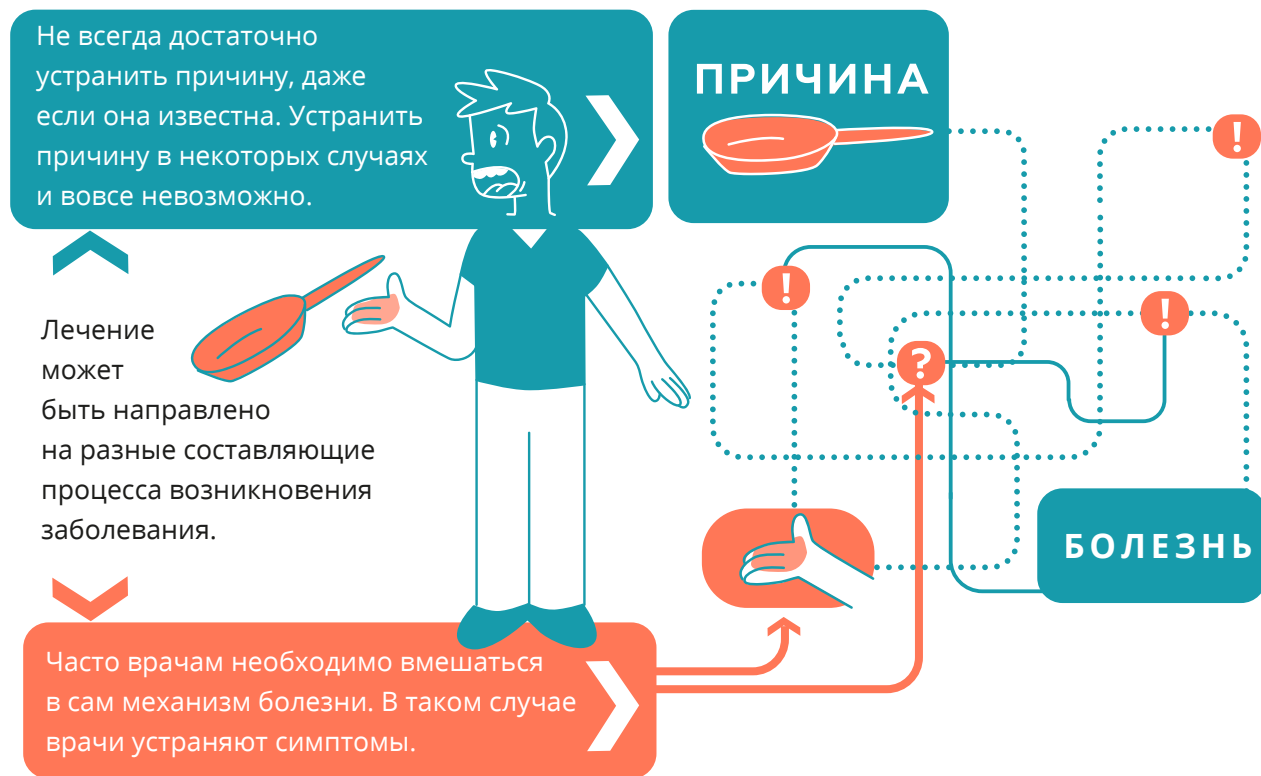 Не всегда достаточно
устранить причину, даже
если она известна. Устранить
причину в некоторых случаях
и вовсе невозможно.
ПРИЧИНА
!
!
!
?
Лечение
может
быть направлено
на разные составляющие
процесса возникновения
заболевания.
БОЛЕЗНЬ
Часто врачам необходимо вмешаться
в сам механизм болезни. В таком случае
врачи устраняют симптомы.